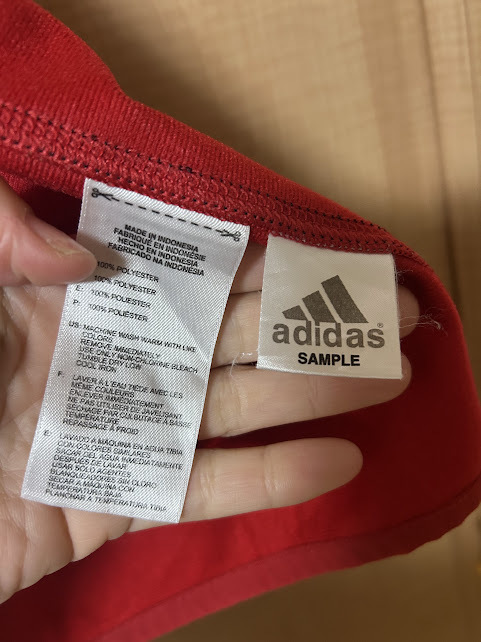 MADE IN INDONESIA
FABRIQUÉ EN INDONÉSIE
HECHO EN INDONESIA
FABRICADO NA INDONÉSIA
100% POLYESTER
100% POLYESTER
E: 100% POLIESTER
P: 100% POLIÉSTER
US: MACHINE WASH WARM WITH LIKE
COLORS
REMOVE IMMEDIATELY
USE ONLY NON-CHLORINE BLEACH
TUMBLE DRY LOW
COOL IRON
F: LAVER À L'EAU TIÈDE AVEC LES
MÊME COULEURS
ENLEVER IMMÉDIATEMENT
NE PAS UTILISER DE JAVELLISANT
SÉCHAGE PAR CULBUTAGE À BASSE
TEMPÉRATURE
REPASSAGE À FROID
E: LAVADO A MÁQUINA EN AGUA TIBIA
CON COLORES SIMILARES
SACAR DEL AGUA INMEDIATAMENTE
DESPUÉS DE LAVAR
USAR SÓLO AGENTES
BLANQUEADORES SIN CLORO
SECAR A MÁQUINA CON
TEMPERATURA BAJA
PLANCHAR A TEMPERATURA TIBIA
adidas®
SAMPLE